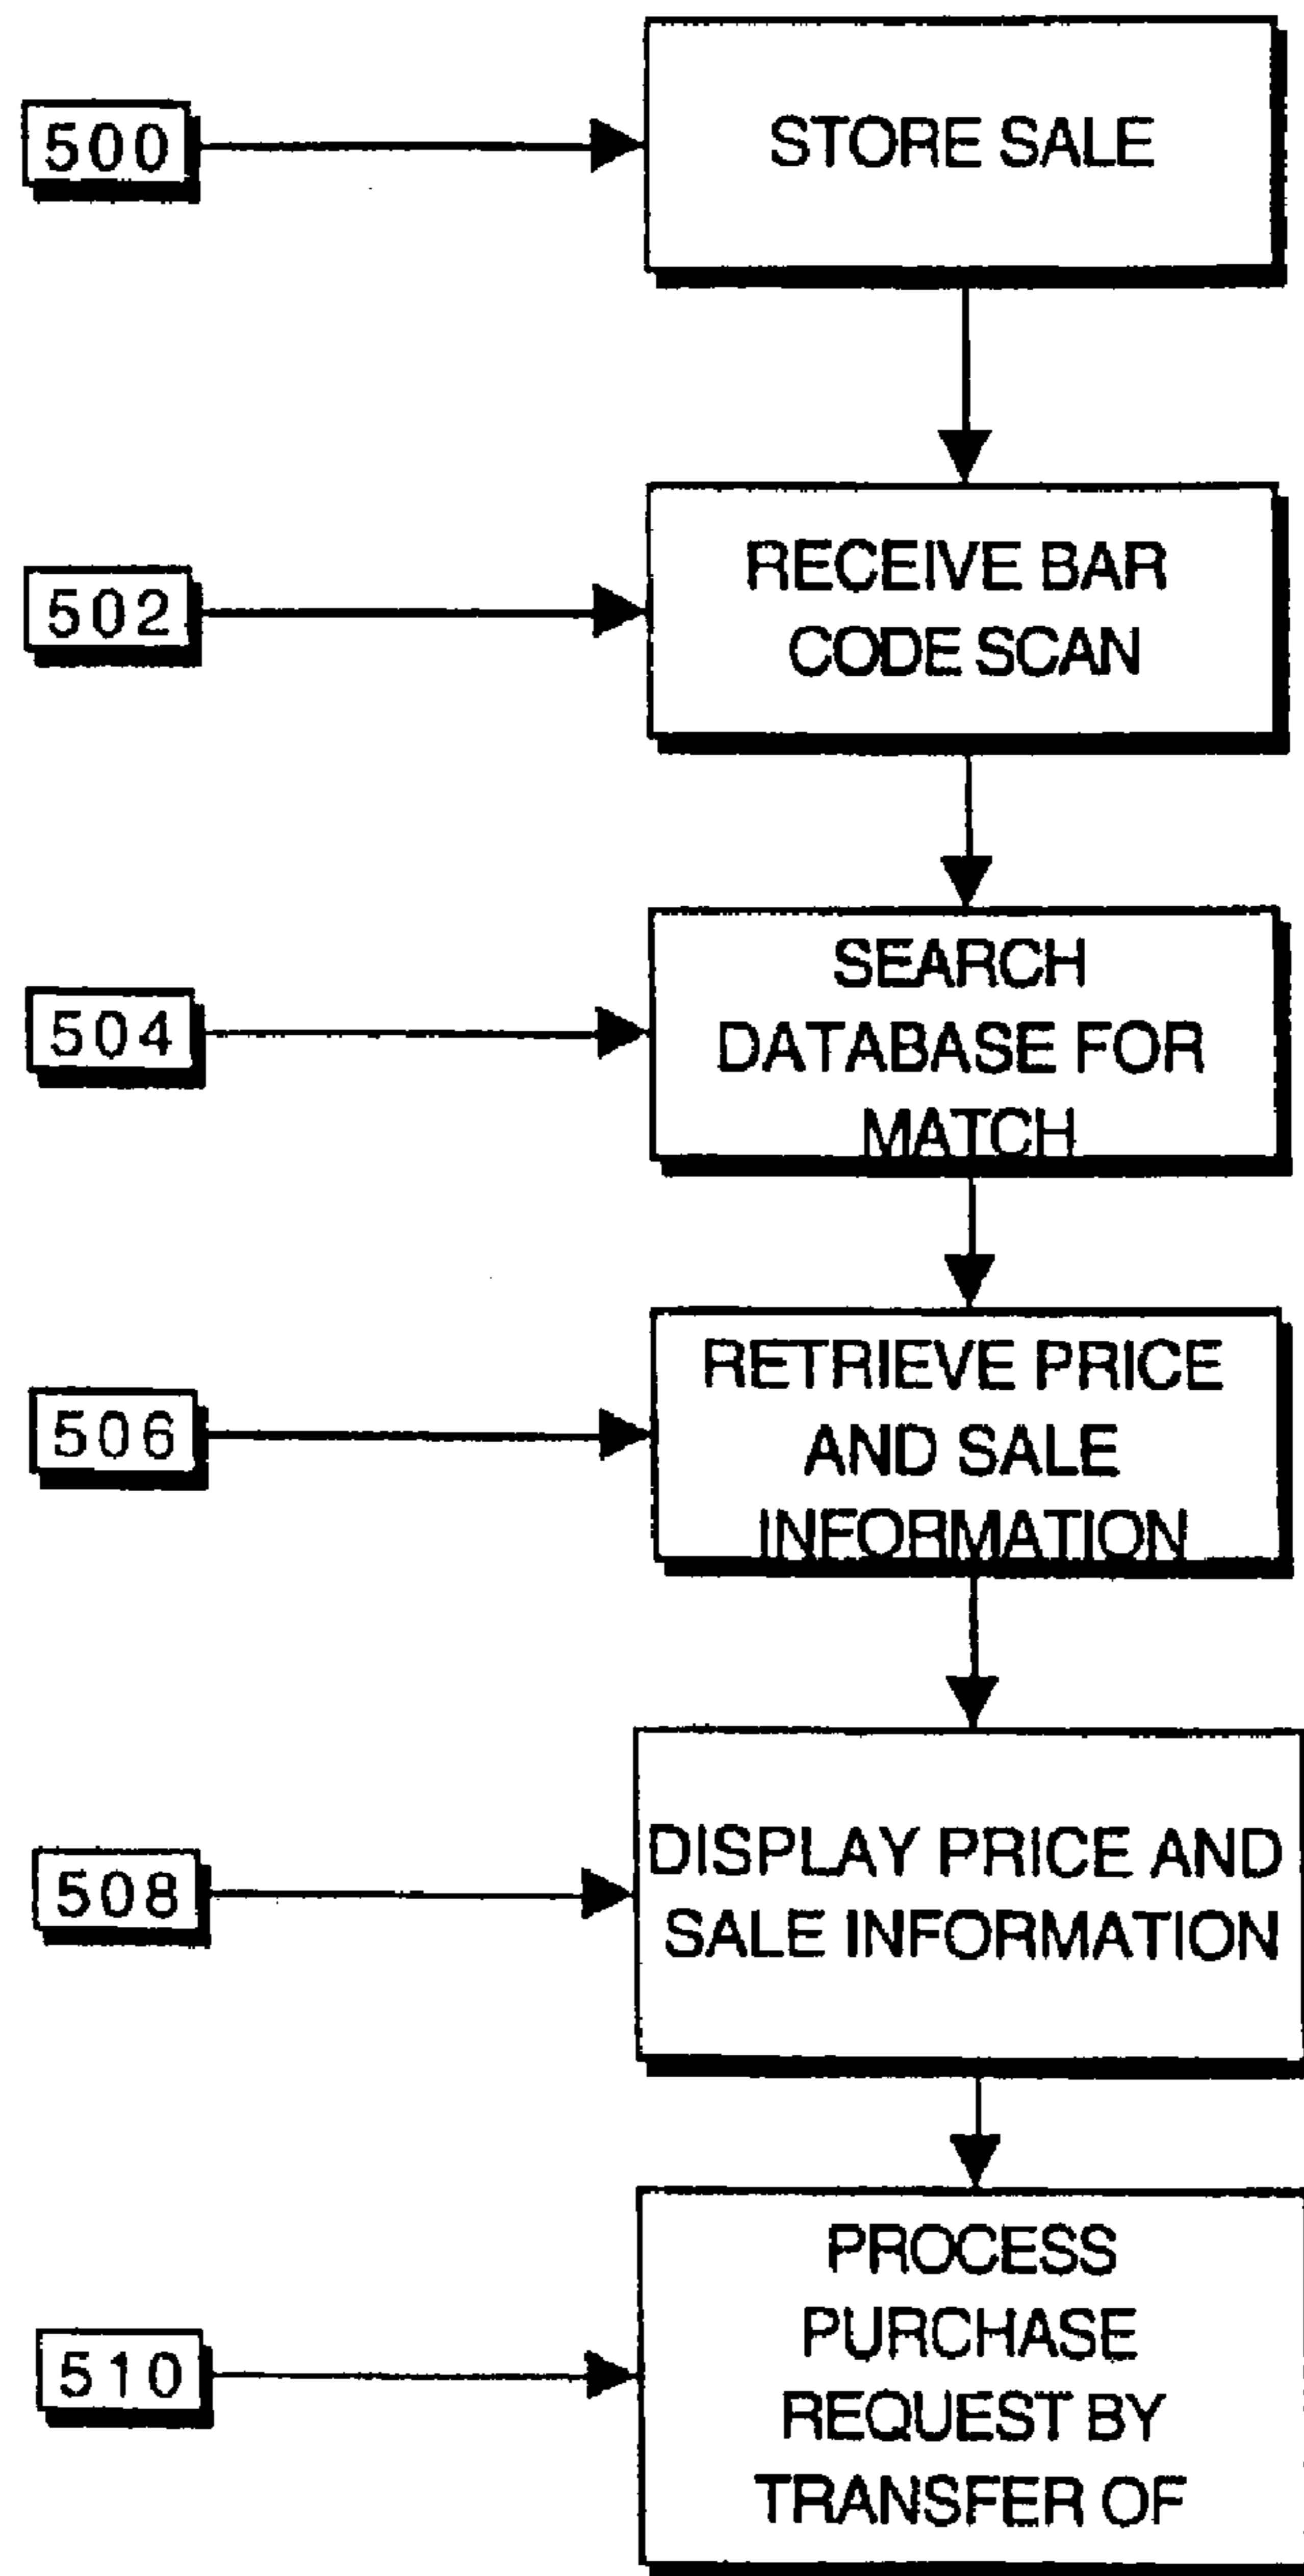 500
STORE SALE
502
RECEIVE BAR
CODE SCAN
504
SEARCH
DATABASE FOR
MATCH
506
RETRIEVE PRICE
AND SALE
INFORMATION
508
DISPLAY PRICE AND
SALE INFORMATION
510
PROCESS
PURCHASE
REQUEST BY
TRANSFER OF